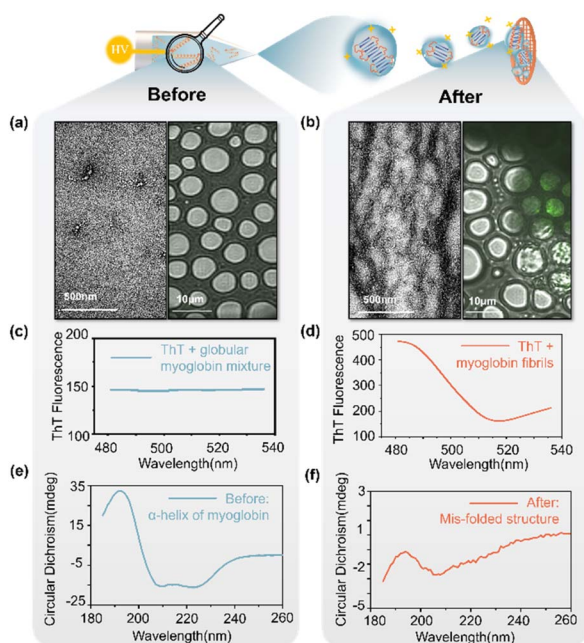 HV
Before
After
(a)
500nm
10μm
(b)
500nm
10μm
(c)
ThT Fluorescence
200
150
100
ThT + globular
myoglobin mixture
480
500
520
540
Wavelength(nm)
(d)
ThT Fluorescence
500
400
300
200
ThT +
myoglobin fibrils
480
500
520
540
Wavelength(nm)
(e)
Circular Dichroism(mdeg)
35
15
-5
-25
Before:
α-helix of myoglobin
180
200
220
240
260
Wavelength(nm)
(f)
Circular Dichroism(mdeg)
3
-2
-5
After:
Mis-folded structure
180
200
220
240
260
Wavelength(nm)